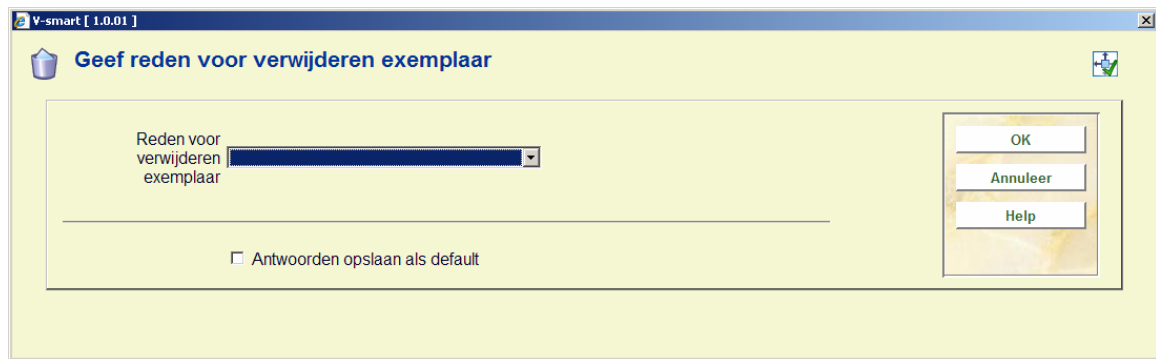 V-smart [ 1.0.01 ]
Geef reden voor verwijderen exemplaar
Reden voor
verwijderen
exemplaar
OK
Annuleer
Help
Antwoorden opslaan als default